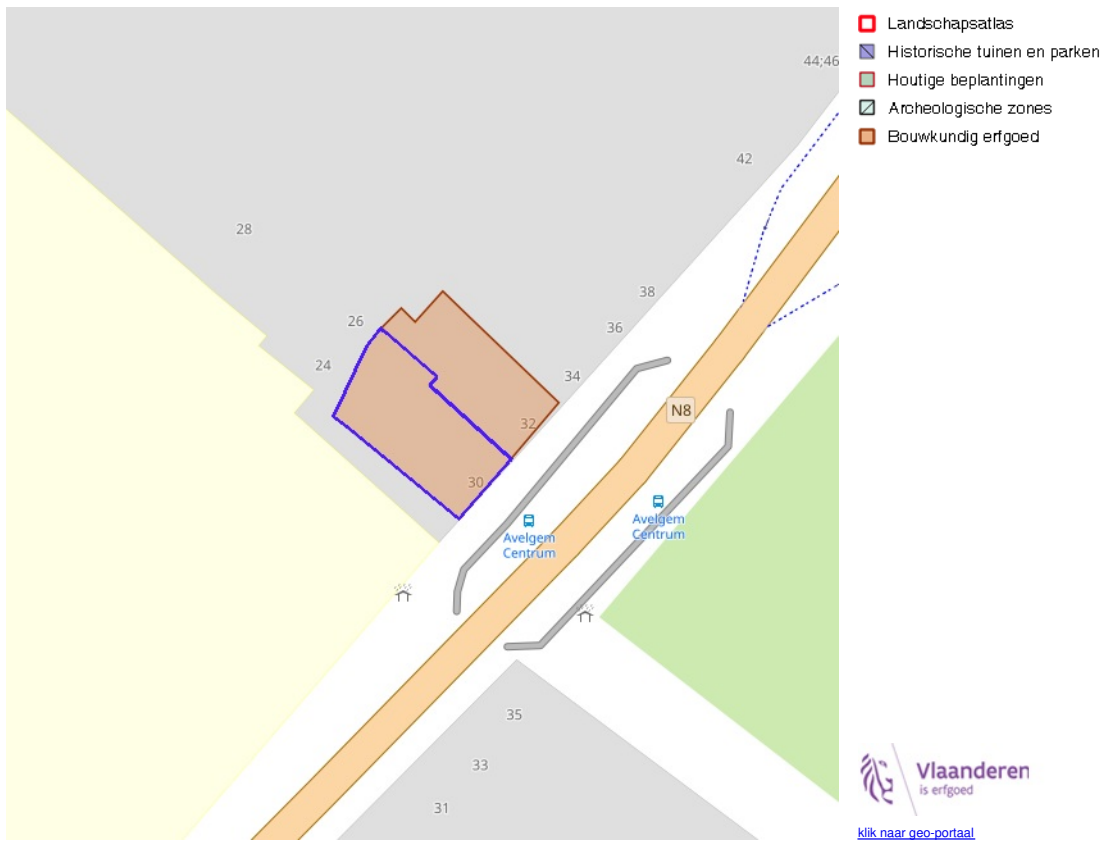 44;46
42
28
38
26
36
24
34
N8
32
30
Avelgem
Centrum
Avelgem
Centrum
35
33
31
Landschapsatlas
Historische tuinen en parken
Houtige beplantingen
Archeologische zones
Bouwkundig erfgoed
Vlaanderen
is erfgoed
klik naar geo-portaal